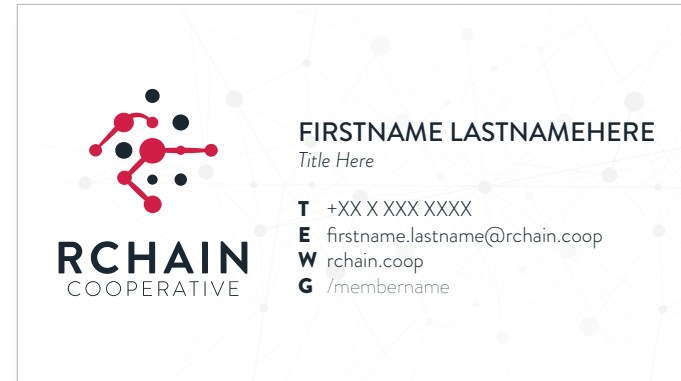 RCHAIN
COOPERATIVE
FIRSTNAME LASTNAMEHERE
Title Here
T +XX X XXX XXXX
E firstname.lastname@rchain.coop
W rchain.coop
G /membername